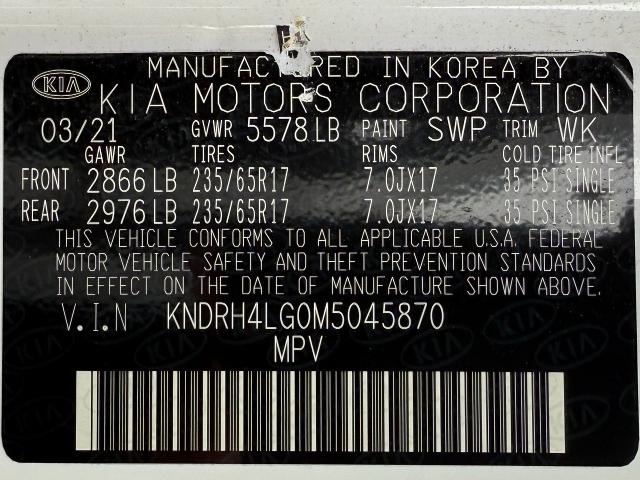 MANUFACTURED IN KOREA BY
KIA
KIA MOTORS CORPORATION
03/21 GVWR 5578 LB PAINT SWP TRIM WK
GAWR TIRES RIMS COLD TIRE INFL
FRONT 2866 LB 235/65R17 7.0JX17 35 PSI SINGLE
REAR 2976 LB 235/65R17 7.0JX17 35 PSI SINGLE
THIS VEHICLE CONFORMS TO ALL APPLICABLE U.S.A. FEDERAL
MOTOR VEHICLE SAFETY AND THEFT PREVENTION STANDARDS
IN EFFECT ON THE DATE OF MANUFACTURE SHOWN ABOVE.
V.I.N KNDRH4LG0M5045870
MPV